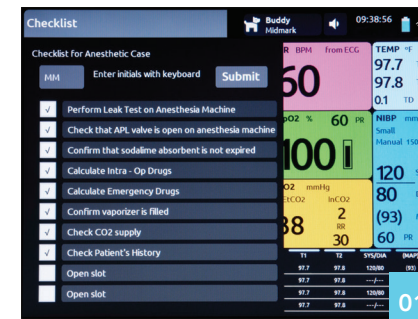 Checklist
Buddy
Midmark
09:38:56
Checklist for Anesthetic Case
MM
Enter initials with keyboard
Submit
√ Perform Leak Test on Anesthesia Machine
√ Check that APL valve is open on anesthesia machine
√ Confirm that sodalime absorbent is not expired
√ Calculate Intra - Op Drugs
√ Calculate Emergency Drugs
√ Confirm vaporizer is filled
√ Check CO2 supply
√ Check Patient's History
Open slot
Open slot
R BPM from ECG
60
TEMP °F
97.7
97.8
0.1 TD
pO2 % 60 PR
100
NIBP mm
Small
Manual 150
120 S
80
(93)
60 PR
O2 mmHg
EtCO2 InCO2
38 2
RR
30
T1 T2 SYS/DIA (MAP)
97.7 97.8 120/80 (93)
97.7 97.8 ---/---
97.7 97.8 120/80
97.7 97.8 ---/---
01